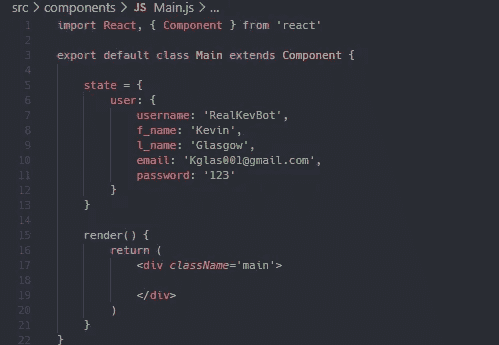 src > components > JS Main.js > ...
1 import React, { Component } from 'react'
2
3 export default class Main extends Component {
4
5     state = {
6         user: {
7             username: 'RealKevBot',
8             f_name: 'Kevin',
9             l_name: 'Glasgow',
10             email: 'Kglas001@gmail.com',
11             password: '123'
12         }
13     }
14
15     render() {
16         return (
17             <div className='main'>
18
19             </div>
20         )
21     }
22 }